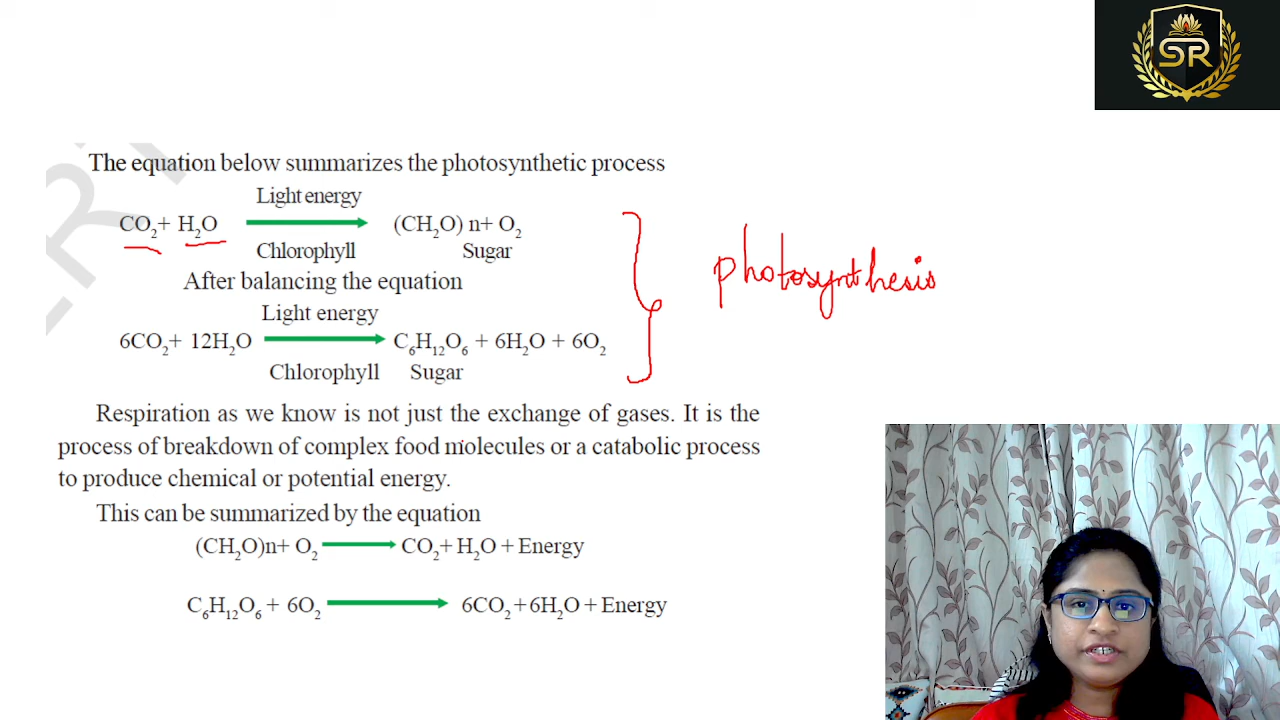 SR
The equation below summarizes the photosynthetic process
Light energy
CO₂+ H₂O → (CH₂O) n+ O₂
Chlorophyll Sugar
After balancing the equation
Light energy
6CO₂+ 12H₂O → C₆H₁₂O₆ + 6H₂O + 6O₂
Chlorophyll Sugar
photosynthesis
Respiration as we know is not just the exchange of gases. It is the
process of breakdown of complex food molecules or a catabolic process
to produce chemical or potential energy.
This can be summarized by the equation
(CH₂O)n+ O₂ → CO₂+ H₂O + Energy
C₆H₁₂O₆ + 6O₂ → 6CO₂+6H₂O+Energy